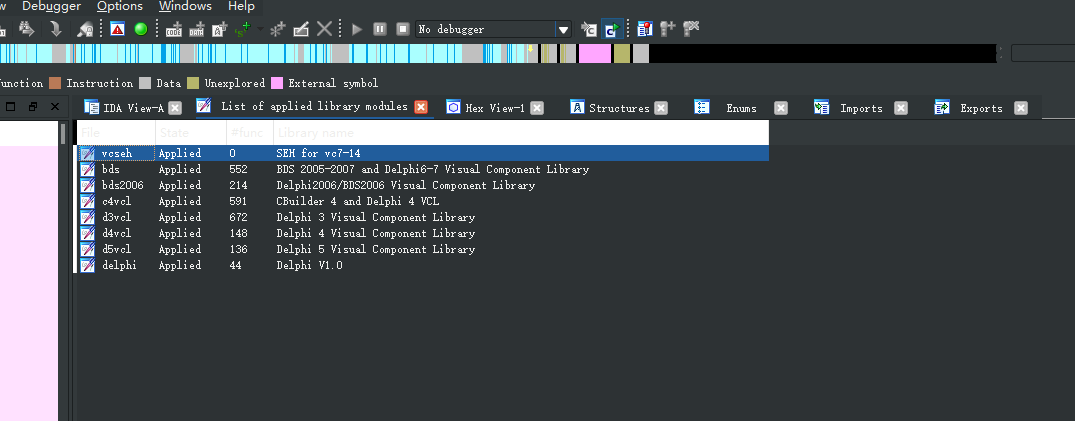 Debugger Options Windows Help
No debugger
Instruction Data Unexplored External symbol
IDA View-A List of applied library modules Hex View-1 Structures Enums Imports Exports
File State #func Library name
vcseh Applied 0 SEH for vc7-14
bds Applied 552 BDS 2005-2007 and Delphi6-7 Visual Component Library
bds2006 Applied 214 Delphi2006/BDS2006 Visual Component Library
c4vcl Applied 591 CBuilder 4 and Delphi 4 VCL
d3vcl Applied 672 Delphi 3 Visual Component Library
d4vcl Applied 148 Delphi 4 Visual Component Library
d5vcl Applied 136 Delphi 5 Visual Component Library
delphi Applied 44 Delphi V1.0